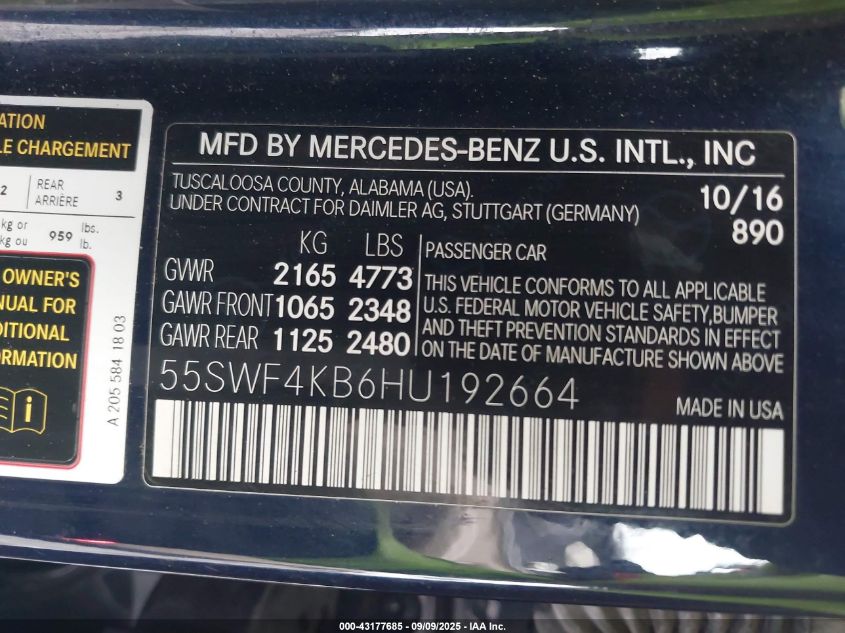 ATION
LE CHARGEMENT
2 REAR ARRIÈRE 3
kg or kg ou 959 lbs. lb.
OWNER'S
NUAL FOR
DITIONAL
ORMATION
i
A 205 584 18 03
MFD BY MERCEDES-BENZ U.S. INTL., INC
TUSCALOOSA COUNTY, ALABAMA (USA). 10/16
UNDER CONTRACT FOR DAIMLER AG, STUTTGART (GERMANY) 890
KG LBS
GVWR 2165 4773
GAWR FRONT 1065 2348
GAWR REAR 1125 2480
PASSENGER CAR
THIS VEHICLE CONFORMS TO ALL APPLICABLE
U.S. FEDERAL MOTOR VEHICLE SAFETY,BUMPER
AND THEFT PREVENTION STANDARDS IN EFFECT
ON THE DATE OF MANUFACTURE SHOWN ABOVE
55SWF4KB6HU192664
MADE IN USA
000-43177685 - 09/09/2025 - IAA Inc.